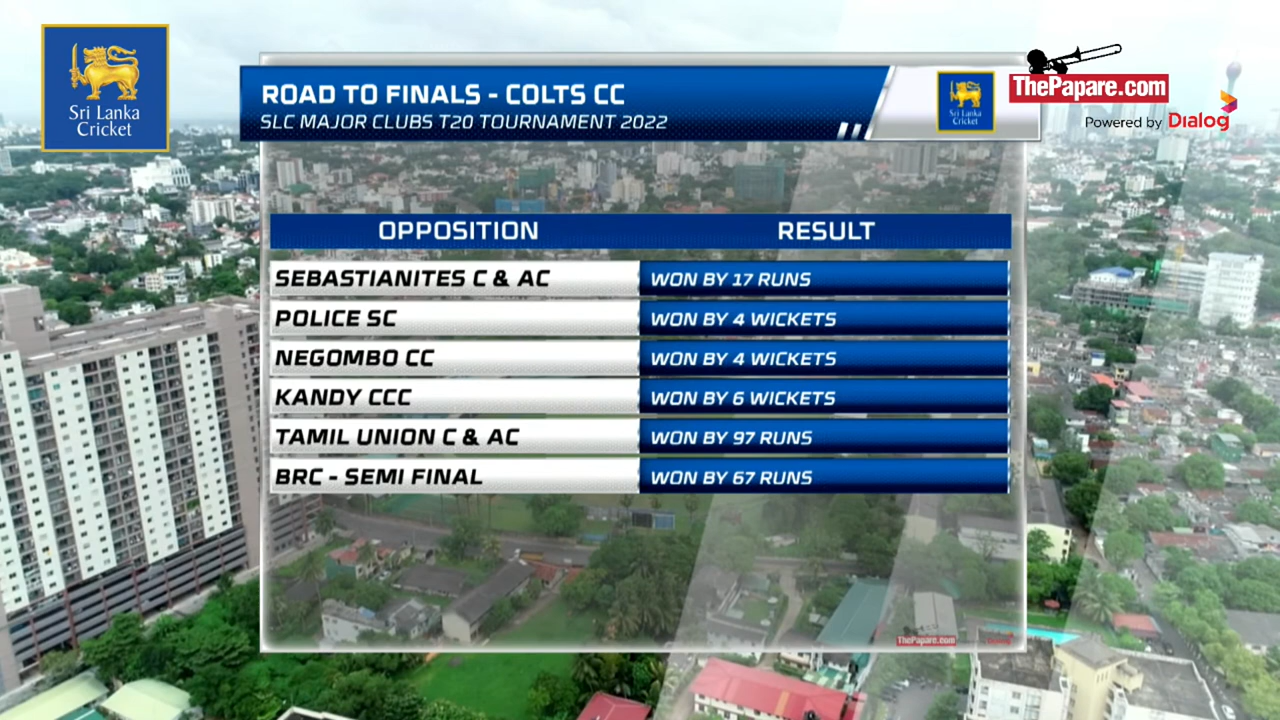 Sri Lanka
Cricket
ROAD TO FINALS - COLTS CC
SLC MAJOR CLUBS T20 TOURNAMENT 2022
Sri Lanka
Cricket
ThePapare.com
Powered by Dialog
OPPOSITION RESULT
SEBASTIANITES C & AC WON BY 17 RUNS
POLICE SC WON BY 4 WICKETS
NEGOMBO CC WON BY 4 WICKETS
KANDY CCC WON BY 6 WICKETS
TAMIL UNION C & AC WON BY 97 RUNS
BRC - SEMI FINAL WON BY 67 RUNS
ThePapare.com